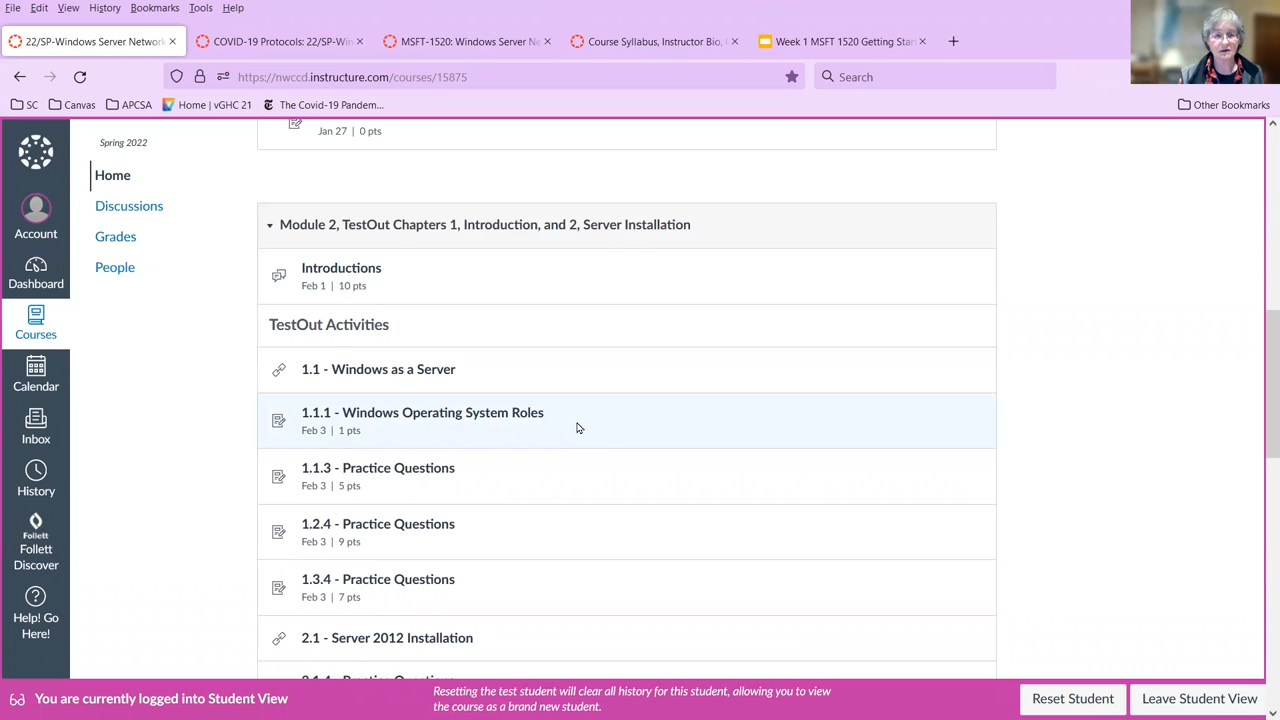 File Edit View History Bookmarks Tools Help
22/SP-Windows Server Network
COVID-19 Protocols: 22/SP-Win
MSFT-1520: Windows Server Ne
Course Syllabus, Instructor Bio,
Week 1 MSFT 1520 Getting Star
https://nwccd.instructure.com/courses/15875
Search
SC
Canvas
APCSA
Home | vGHC 21
The Covid-19 Pandem...
Other Bookmarks
Account
Dashboard
Courses
Calendar
Inbox
History
Follett
Follett
Discover
Help! Go
Here!
Spring 2022
Home
Discussions
Grades
People
Jan 27 | 0 pts
Module 2, TestOut Chapters 1, Introduction, and 2, Server Installation
Introductions
Feb 1 | 10 pts
TestOut Activities
1.1 - Windows as a Server
1.1.1 - Windows Operating System Roles
Feb 3 | 1 pts
1.1.3 - Practice Questions
Feb 3 | 5 pts
1.2.4 - Practice Questions
Feb 3 | 9 pts
1.3.4 - Practice Questions
Feb 3 | 7 pts
2.1 - Server 2012 Installation
You are currently logged into Student View
Resetting the test student will clear all history for this student, allowing you to view
the course as a brand new student.
Reset Student
Leave Student View